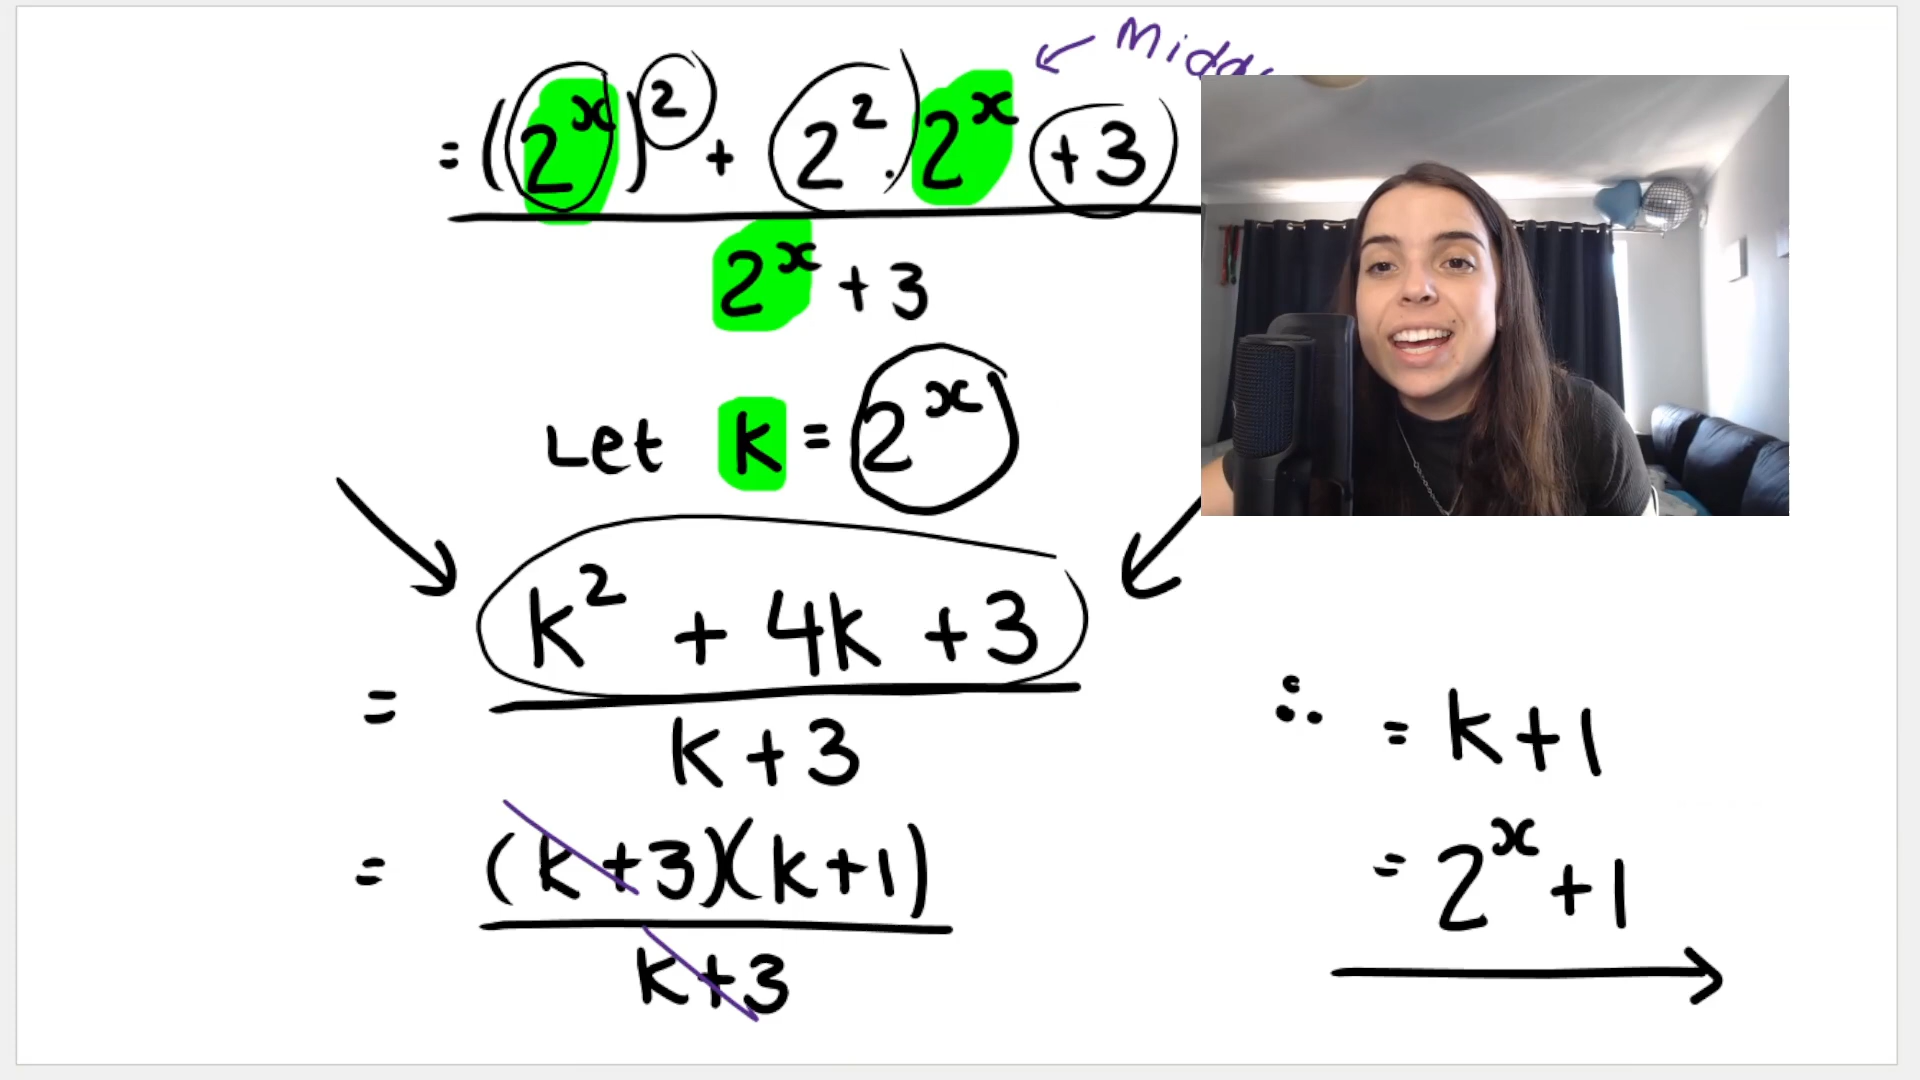 Midd
= (2^x)^2 + 2^2 . 2^x + 3
2^x + 3
Let k = 2^x
k^2 + 4k + 3
=
k + 3
∴ = k + 1
= (k + 3)(k + 1)
k + 3
= 2^x + 1